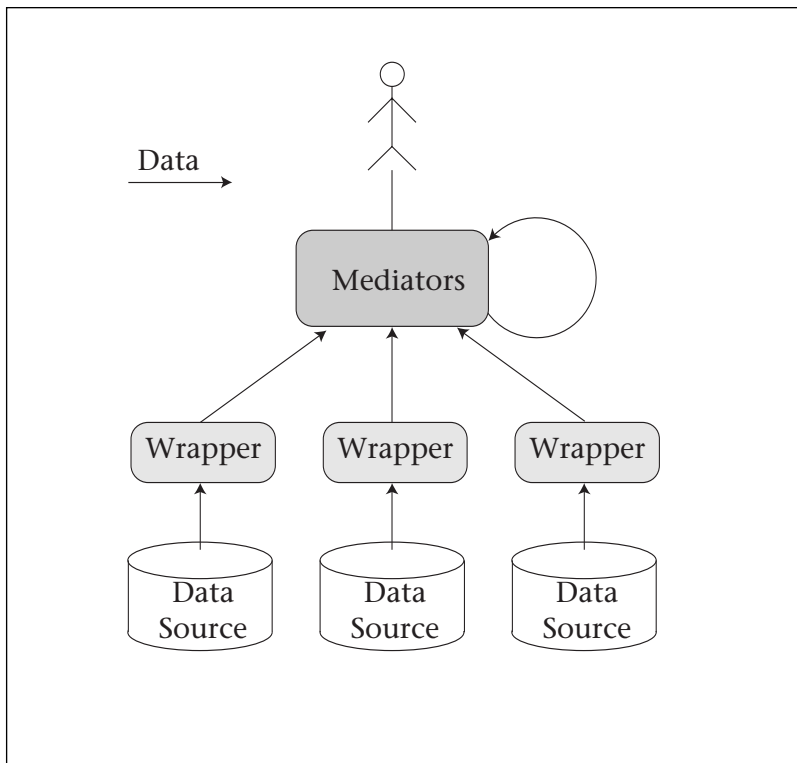 Data
Mediators
Wrapper
Wrapper
Wrapper
Data
Source
Data
Source
Data
Source